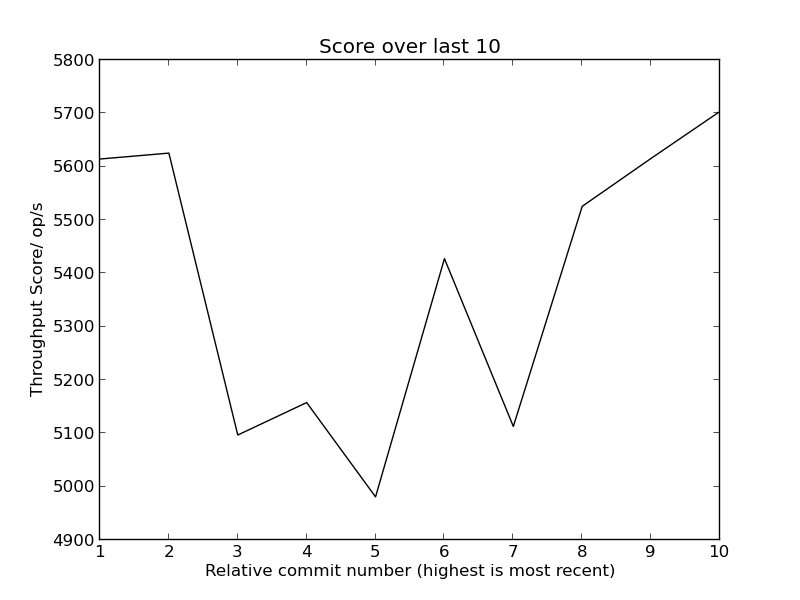 Score over last 10
5800
5700
5600
5500
5400
5300
5200
5100
5000
4900
Throughput Score/ op/s
1 2 3 4 5 6 7 8 9 10
Relative commit number (highest is most recent)